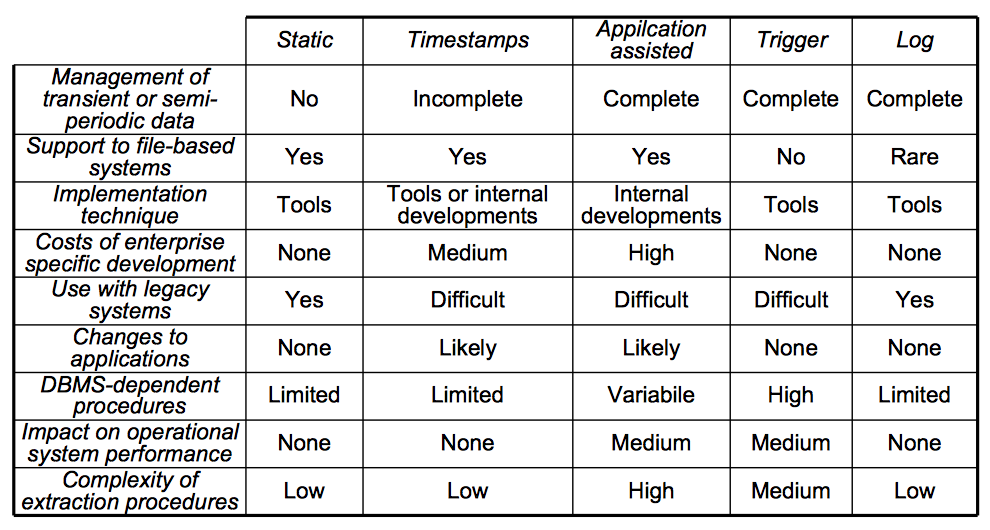 Static Timestamps Appilcation assisted Trigger Log
Management of transient or semi-periodic data No Incomplete Complete Complete Complete
Support to file-based systems Yes Yes Yes No Rare
Implementation technique Tools Tools or internal developments Internal developments Tools Tools
Costs of enterprise specific development None Medium High None None
Use with legacy systems Yes Difficult Difficult Difficult Yes
Changes to applications None Likely Likely None None
DBMS-dependent procedures Limited Limited Variabile High Limited
Impact on operational system performance None None Medium Medium None
Complexity of extraction procedures Low Low High Medium Low